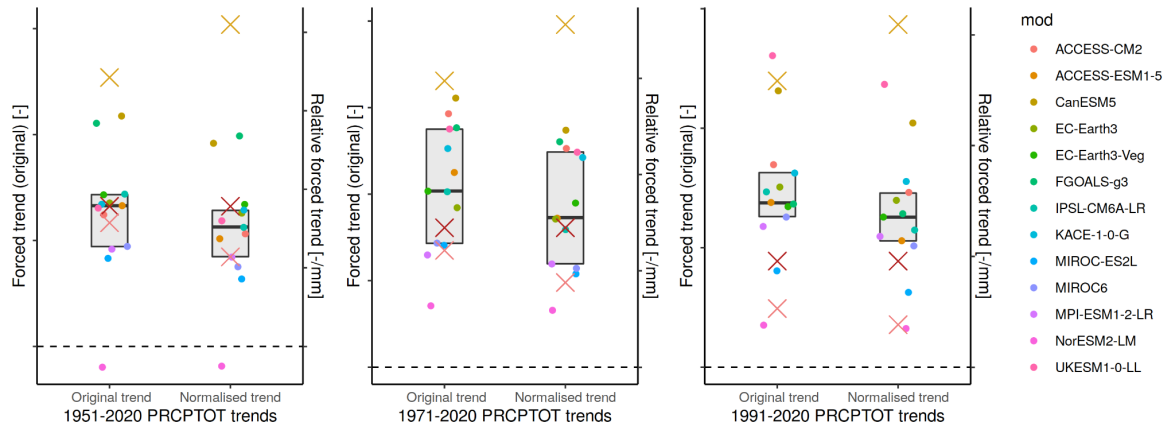 Forced trend (original) [-]
Relative forced trend [-/mm]
Original trend
Normalised trend
1951-2020 PRCPTOT trends
Forced trend (original) [-]
Relative forced trend [-/mm]
Original trend
Normalised trend
1971-2020 PRCPTOT trends
Forced trend (original) [-]
Relative forced trend [-/mm]
Original trend
Normalised trend
1991-2020 PRCPTOT trends
mod
ACCESS-CM2
ACCESS-ESM1-5
CanESM5
EC-Earth3
EC-Earth3-Veg
FGOALS-g3
IPSL-CM6A-LR
KACE-1-0-G
MIROC-ES2L
MIROC6
MPI-ESM1-2-LR
NorESM2-LM
UKESM1-0-LL